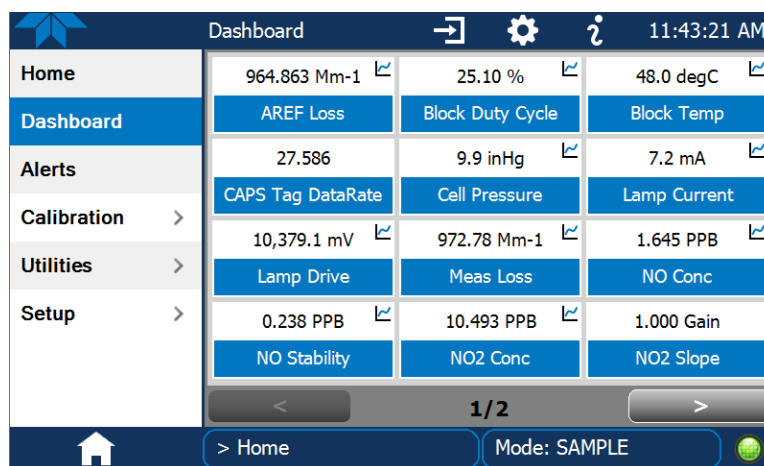 Dashboard 11:43:21 AM
Home
Dashboard
Alerts
Calibration >
Utilities >
Setup >
964.863 Mm-1 25.10 % 48.0 degC
AREF Loss Block Duty Cycle Block Temp
27.586 9.9 inHg 7.2 mA
CAPS Tag DataRate Cell Pressure Lamp Current
10,379.1 mV 972.78 Mm-1 1.645 PPB
Lamp Drive Meas Loss NO Conc
0.238 PPB 10.493 PPB 1.000 Gain
NO Stability NO2 Conc NO2 Slope
< 1/2 >
> Home Mode: SAMPLE